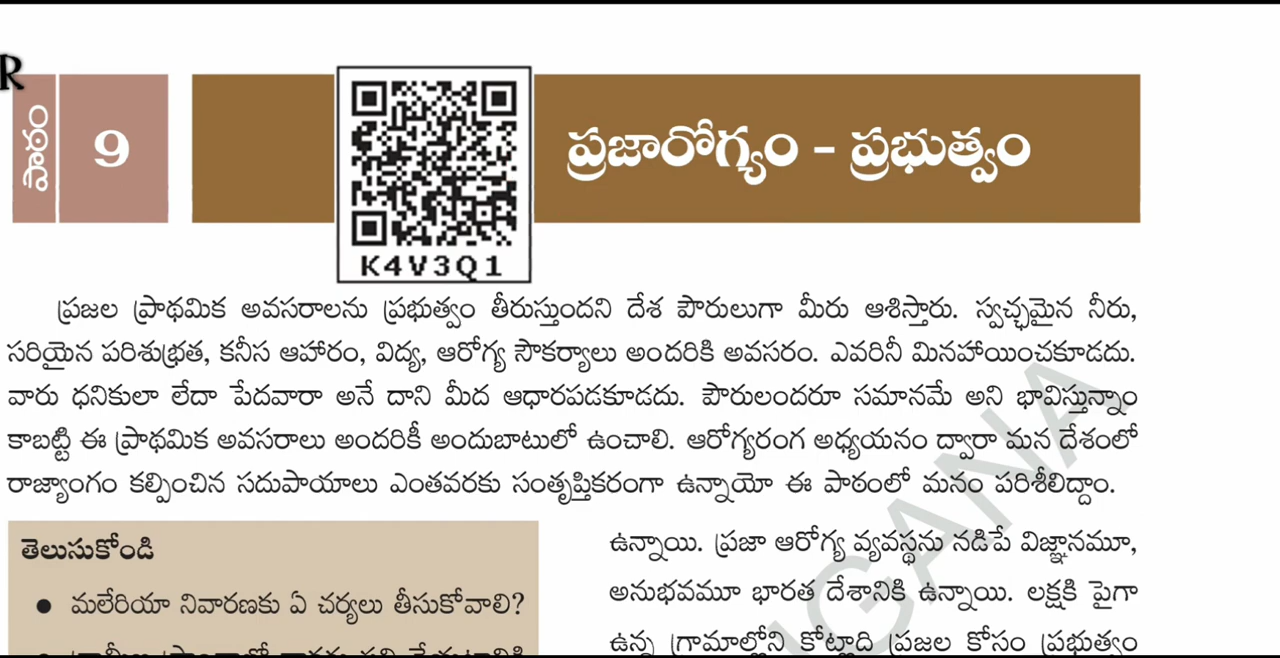 R
పాఠం
9
ప్రజారోగ్యం - ప్రభుత్వం
K4V3Q1
ప్రజల ప్రాథమిక అవసరాలను ప్రభుత్వం తీరుస్తుందని దేశ పౌరులుగా మీరు ఆశిస్తారు. స్వచ్ఛమైన నీరు,
సరియైన పరిశుభ్రత, కనీస ఆహారం, విద్య, ఆరోగ్య సౌకర్యాలు అందరికి అవసరం. ఎవరినీ మినహాయించకూడదు.
వారు ధనికులా లేదా పేదవారా అనే దాని మీద ఆధారపడకూడదు. పౌరులందరూ సమానమే అని భావిస్తున్నాం
కాబట్టి ఈ ప్రాథమిక అవసరాలు అందరికీ అందుబాటులో ఉంచాలి. ఆరోగ్యరంగ అధ్యయనం ద్వారా మన దేశంలో
రాజ్యాంగం కల్పించిన సదుపాయాలు ఎంతవరకు సంతృప్తికరంగా ఉన్నాయో ఈ పాఠంలో మనం పరిశీలిద్దాం.
తెలుసుకోండి
● మలేరియా నివారణకు ఏ చర్యలు తీసుకోవాలి?
ఉన్నాయి. ప్రజా ఆరోగ్య వ్యవస్థను నడిపే విజ్ఞానమూ,
అనుభవమూ భారత దేశానికి ఉన్నాయి. లక్షకి పైగా
ఉన్న గ్రామాల్లోని కోట్లాది ప్రజల కోసం ప్రభుత్వం
NGANA